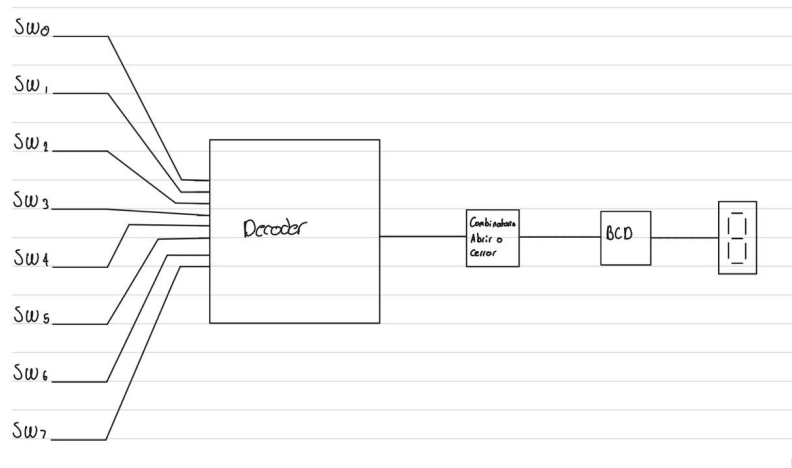 SW0
SW1
SW2
SW3
SW4
SW5
SW6
SW7
Decoder
Combinatorio
Abrir o
cerrar
BCD